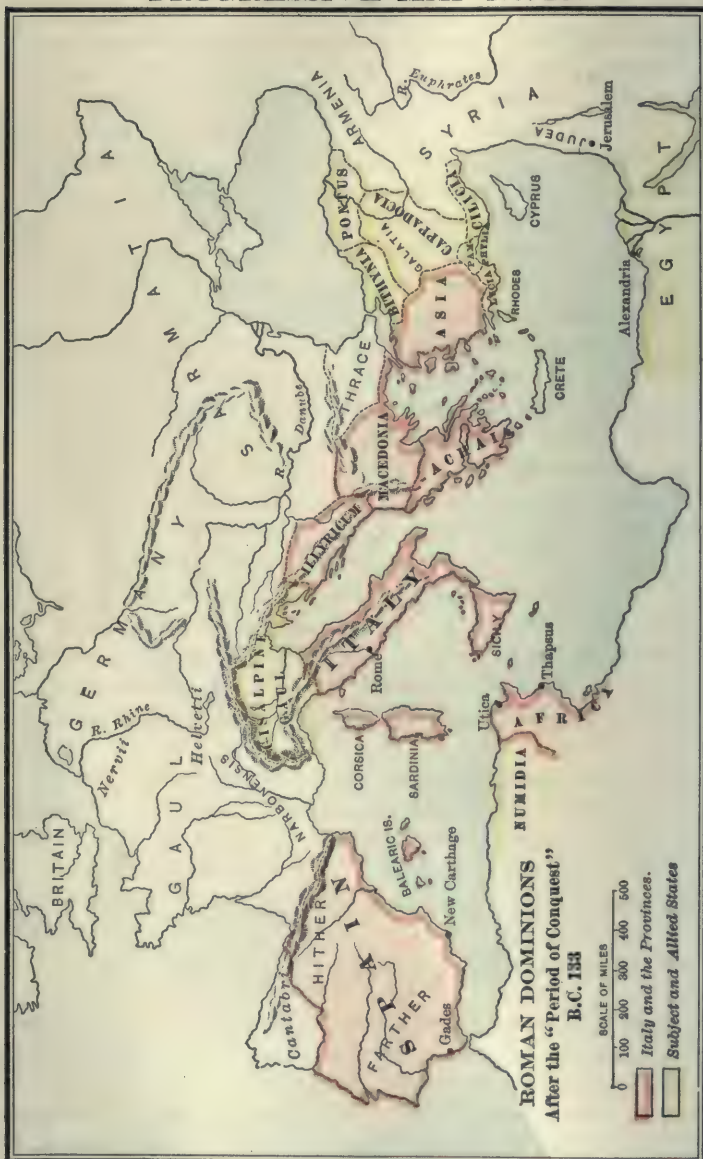 ROMAN DOMINIONS
After the "Period of Conquest"
B.C. 133
SCALE OF MILES
0 100 200 300 400 500
Italy and the Provinces.
Subject and Allied States
BRITAIN
GERMANY
SARMATIA
R. Rhine
Nervii
GAUL
Helvetii
NARBONENSIS
CISALPINE
GAUL
R. Danube
Cantabri
HITHER
SPAIN
FARTHER
Gades
New Carthage
BALEARIC IS.
CORSICA
SARDINIA
ITALY
Rome
SICILY
ILLYRICUM
MACEDONIA
THRACE
ACHAIA
CRETE
RHODES
ASIA
BITHYNIA
PONTUS
GALATIA
CAPPADOCIA
LYCIA
PAMPHYLIA
CILICIA
ARMENIA
R. Euphrates
SYRIA
CYPRUS
JUDEA
Jerusalem
Alexandria
EGYPT
Utica
Thapsus
AFRICA
NUMIDIA